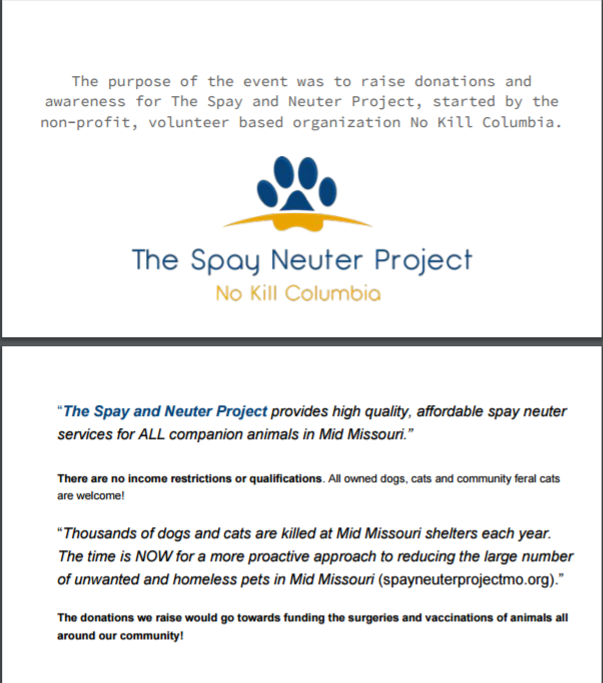 The purpose of the event was to raise donations and
awareness for The Spay and Neuter Project, started by the
non-profit, volunteer based organization No Kill Columbia.
The Spay Neuter Project
No Kill Columbia
“The Spay and Neuter Project provides high quality, affordable spay neuter
services for ALL companion animals in Mid Missouri.”
There are no income restrictions or qualifications. All owned dogs, cats and community feral cats
are welcome!
“Thousands of dogs and cats are killed at Mid Missouri shelters each year.
The time is NOW for a more proactive approach to reducing the large number
of unwanted and homeless pets in Mid Missouri (spayneuterprojectmo.org).”
The donations we raise would go towards funding the surgeries and vaccinations of animals all
around our community!